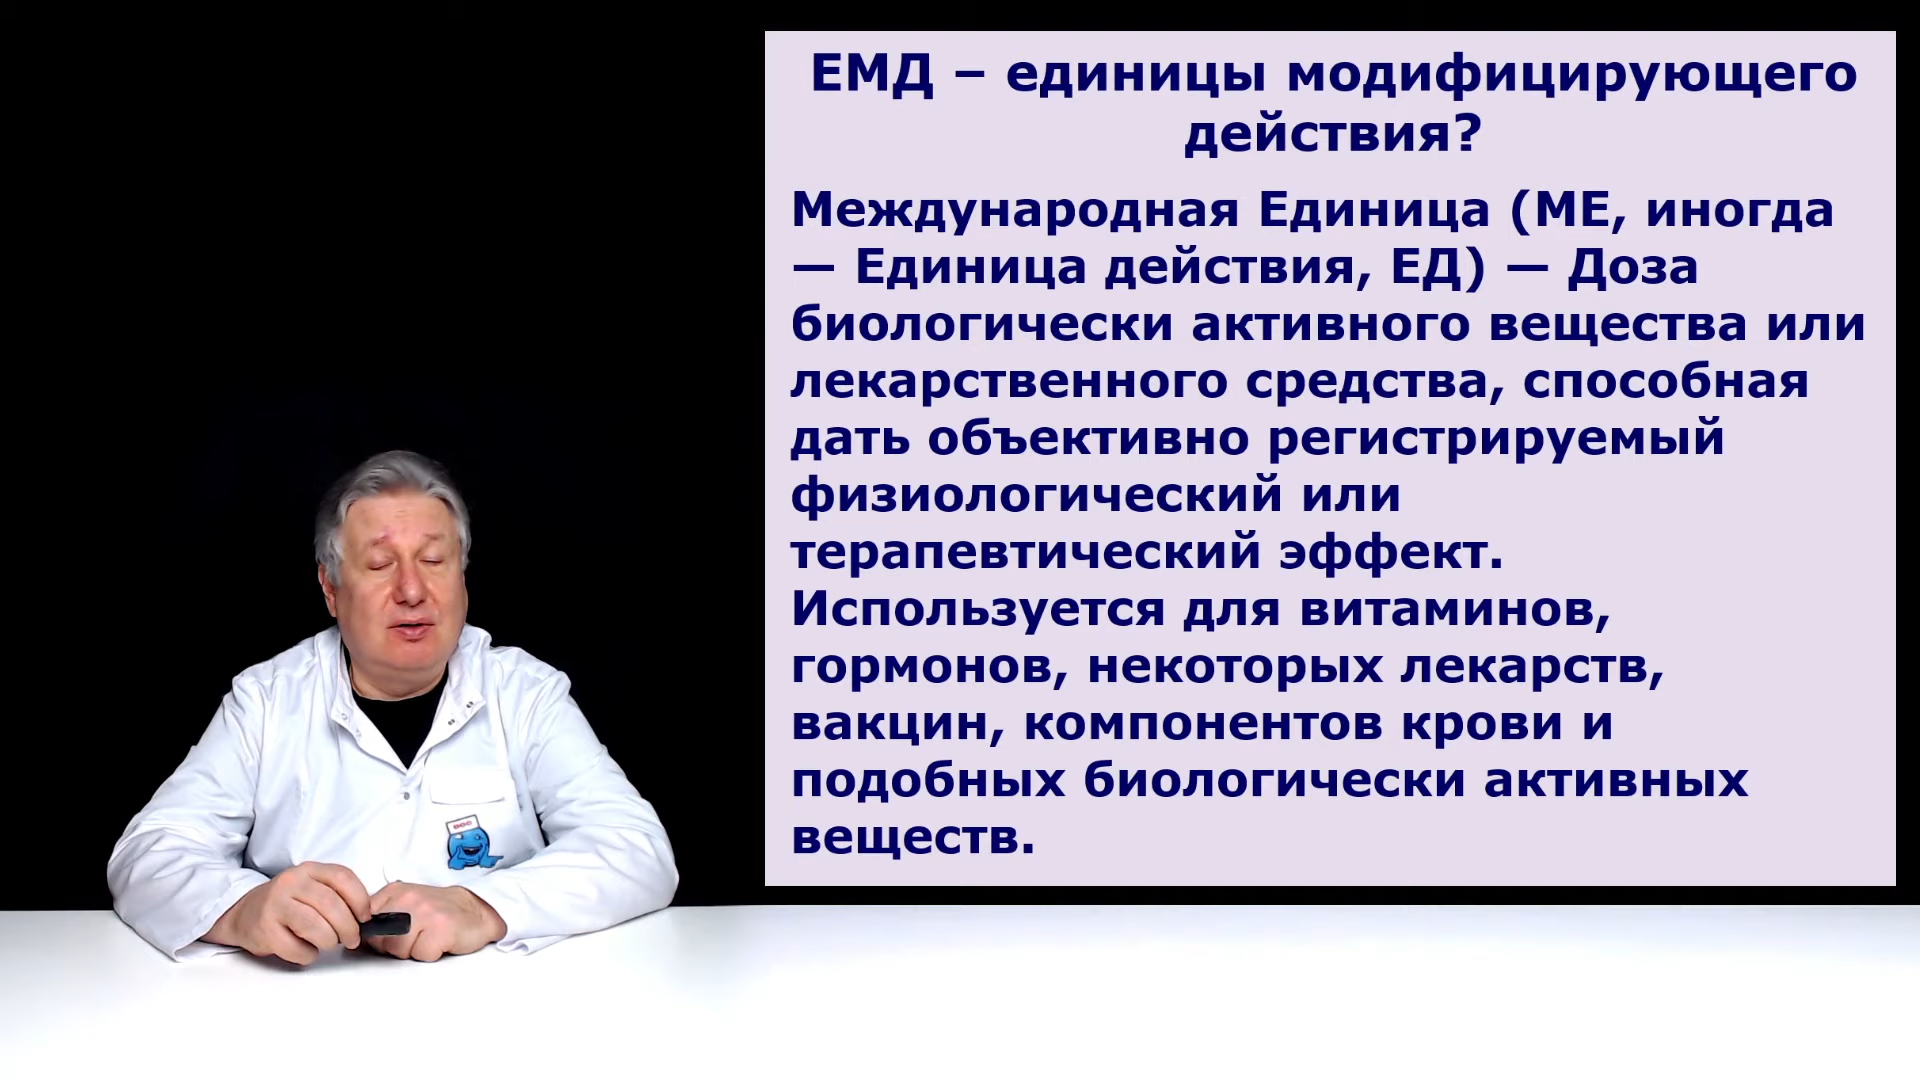 ЕМД – единицы модифицирующего
действия?
Международная Единица (МЕ, иногда
— Единица действия, ЕД) — Доза
биологически активного вещества или
лекарственного средства, способная
дать объективно регистрируемый
физиологический или
терапевтический эффект.
Используется для витаминов,
гормонов, некоторых лекарств,
вакцин, компонентов крови и
подобных биологически активных
веществ.